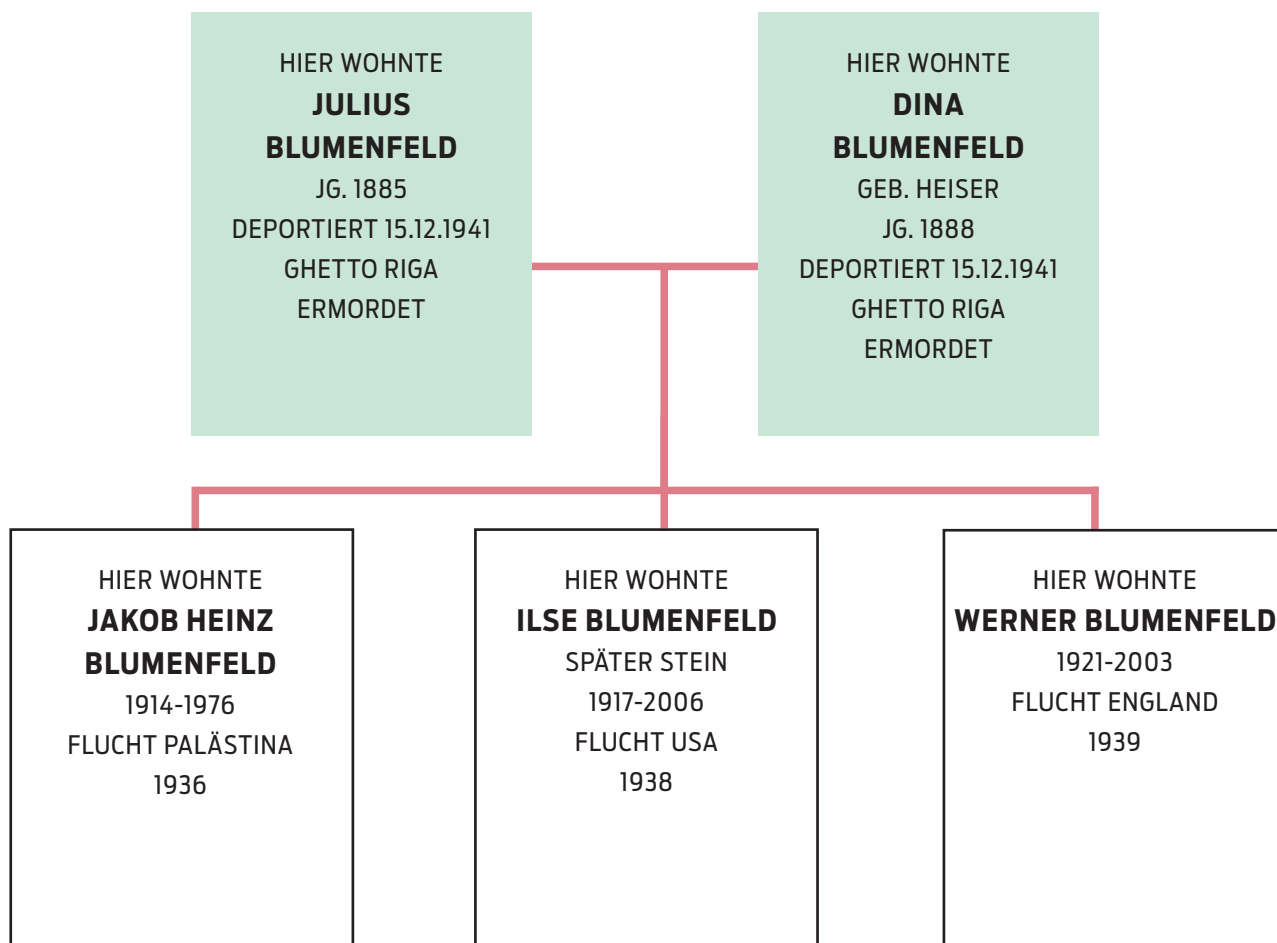 HIER WOHNTE
JULIUS
BLUMENFELD
JG. 1885
DEPORTIERT 15.12.1941
GHETTO RIGA
ERMORDET
HIER WOHNTE
DINA
BLUMENFELD
GEB. HEISER
JG. 1888
DEPORTIERT 15.12.1941
GHETTO RIGA
ERMORDET
HIER WOHNTE
JAKOB HEINZ
BLUMENFELD
1914-1976
FLUCHT PALÄSTINA
1936
HIER WOHNTE
ILSE BLUMENFELD
SPÄTER STEIN
1917-2006
FLUCHT USA
1938
HIER WOHNTE
WERNER BLUMENFELD
1921-2003
FLUCHT ENGLAND
1939